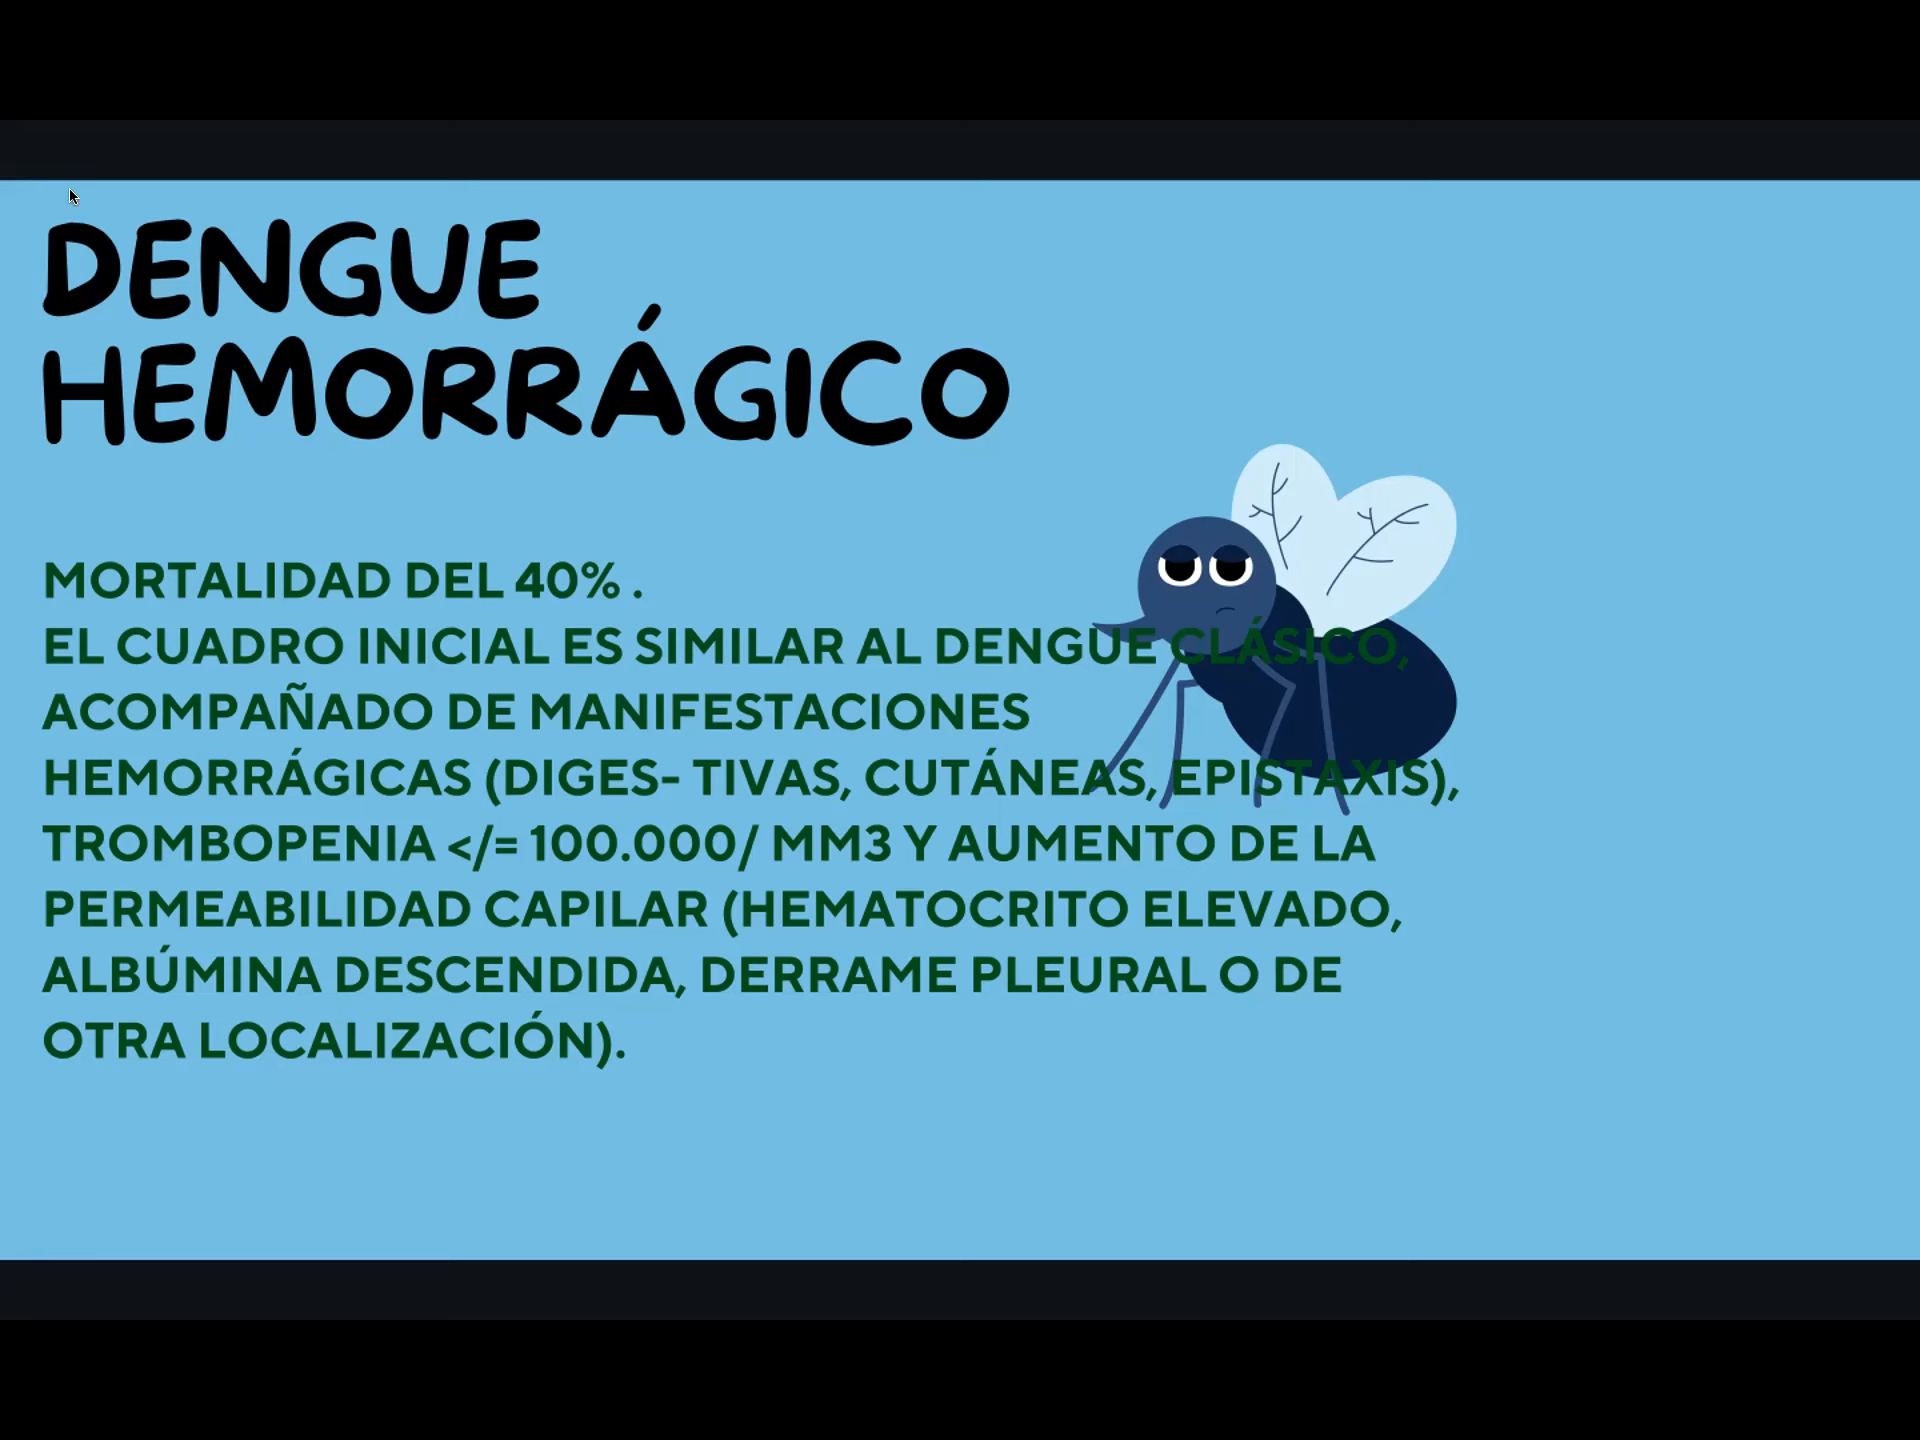 DENGUE
HEMORRÁGICO
MORTALIDAD DEL 40% .
EL CUADRO INICIAL ES SIMILAR AL DENGUE CLÁSICO,
ACOMPAÑADO DE MANIFESTACIONES
HEMORRÁGICAS (DIGES- TIVAS, CUTÁNEAS, EPISTAXIS),
TROMBOPENIA </= 100.000/ MM3 Y AUMENTO DE LA
PERMEABILIDAD CAPILAR (HEMATOCRITO ELEVADO,
ALBÚMINA DESCENDIDA, DERRAME PLEURAL O DE
OTRA LOCALIZACIÓN).